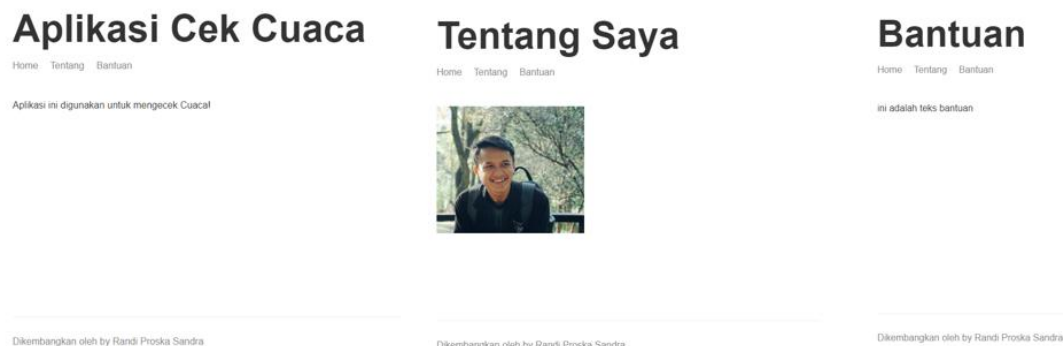 Aplikasi Cek Cuaca
Home Tentang Bantuan
Aplikasi ini digunakan untuk mengecek Cuaca!
Dikembangkan oleh by Randi Proska Sandra
Tentang Saya
Home Tentang Bantuan
Dikembangkan oleh by Randi Proska Sandra
Bantuan
Home Tentang Bantuan
ini adalah teks bantuan
Dikembangkan oleh by Randi Proska Sandra